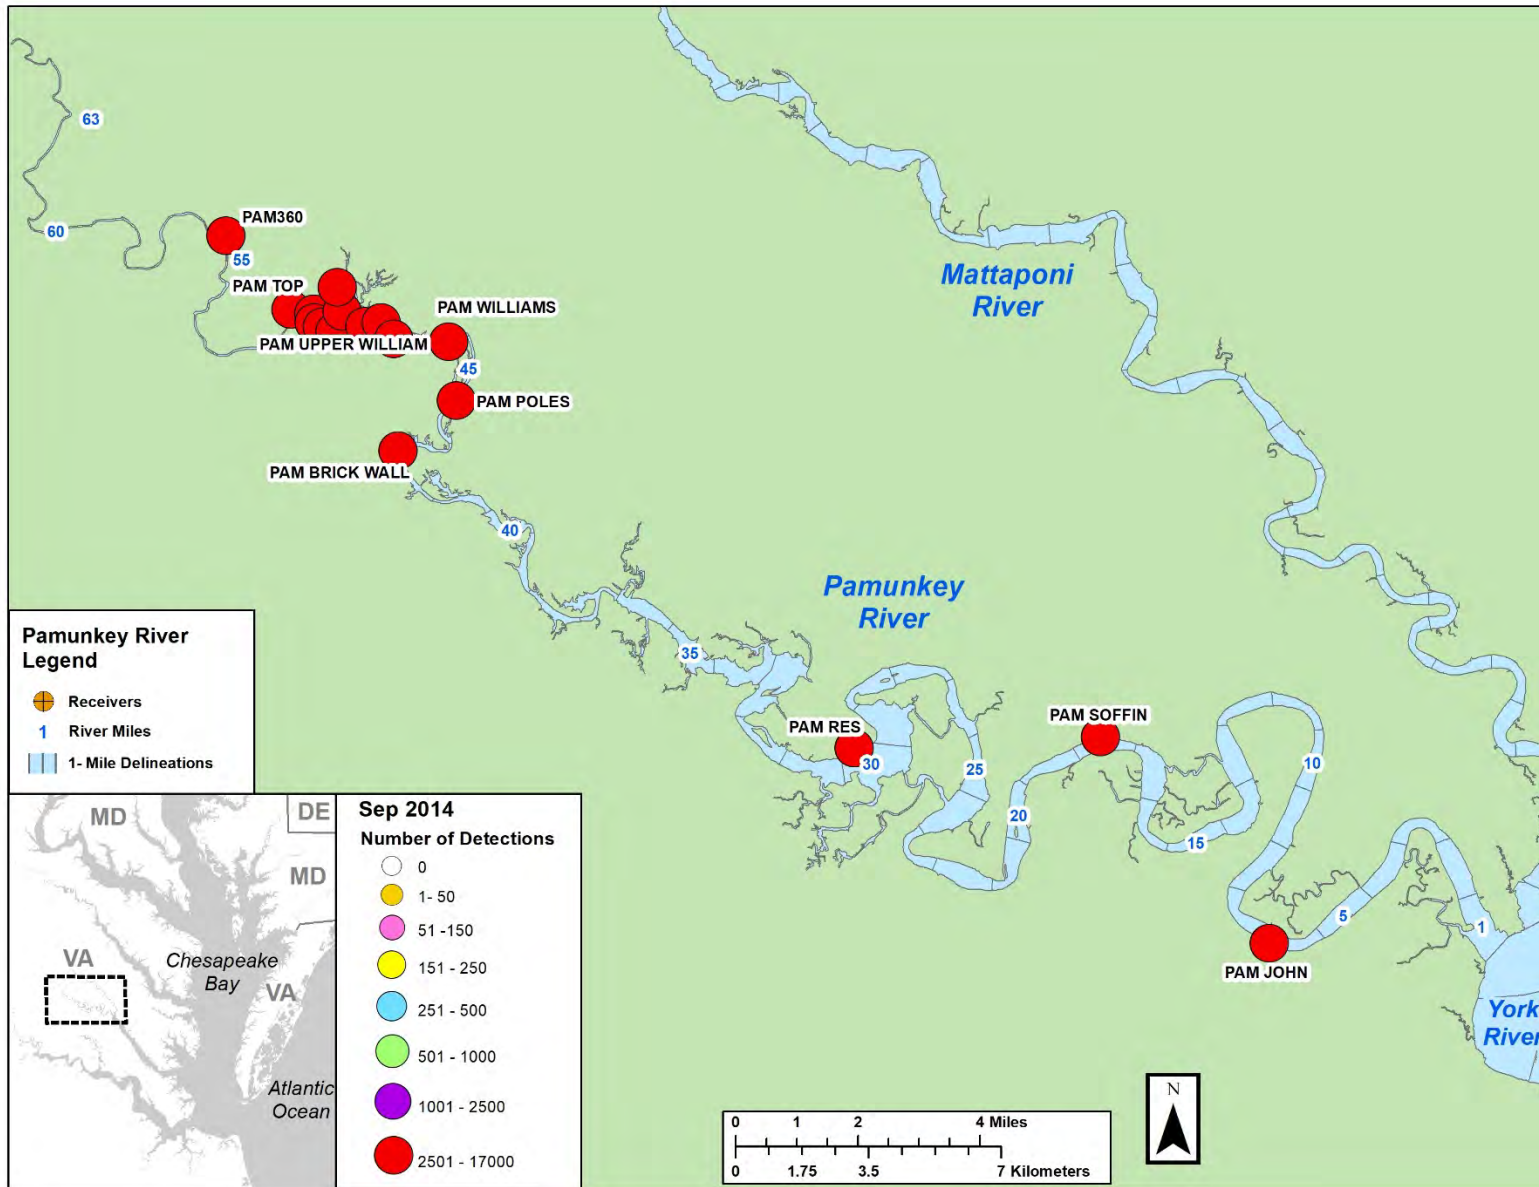 63
PAM360
60
55
PAM TOP
PAM WILLIAMS
PAM UPPER WILLIAM
45
PAM POLES
PAM BRICK WALL
40
Mattaponi
River
Pamunkey
River
35
PAM RES
30
25
PAM SOFFIN
20
15
10
5
1
PAM JOHN
York
River
Pamunkey River
Legend
Receivers
1 River Miles
1- Mile Delineations
MD
DE
MD
VA
Chesapeake
Bay
VA
Atlantic
Ocean
Sep 2014
Number of Detections
0
1- 50
51 -150
151 - 250
251 - 500
501 - 1000
1001 - 2500
2501 - 17000
N
0 1 2 4 Miles
0 1.75 3.5 7 Kilometers